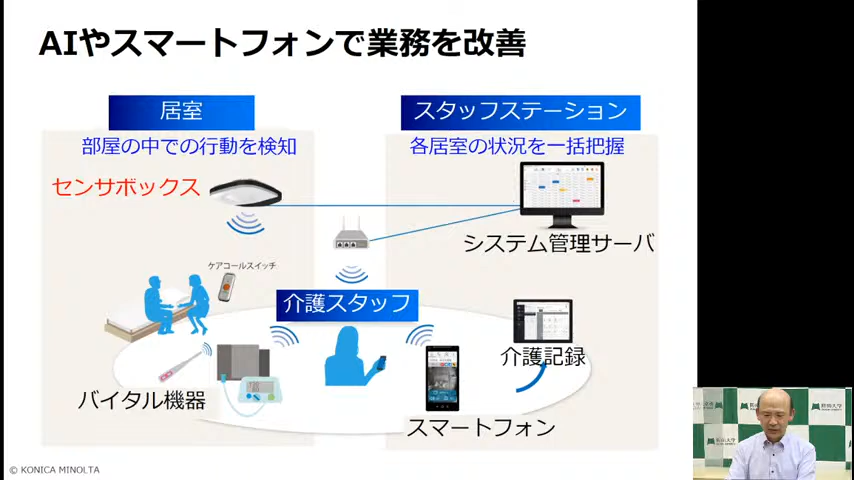 AIやスマートフォンで業務を改善
居室
部屋の中での行動を検知
センサボックス
ケアコールスイッチ
バイタル機器
スタッフステーション
各居室の状況を一括把握
システム管理サーバ
介護スタッフ
介護記録
スマートフォン
© KONICA MINOLTA